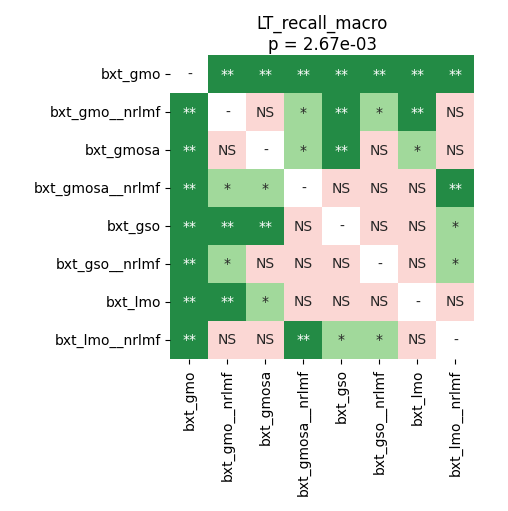 LT_recall_macro
p = 2.67e-03
bxt_gmo - ** ** ** ** ** ** **
bxt_gmo__nrlmf ** - NS * ** * ** NS
bxt_gmosa ** NS - * ** NS * NS
bxt_gmosa__nrlmf ** * * - NS NS NS **
bxt_gso ** ** ** NS - NS NS *
bxt_gso__nrlmf ** * NS NS NS - NS *
bxt_lmo ** ** * NS NS NS - NS
bxt_lmo__nrlmf ** NS NS ** * * NS -
bxt_gmo
bxt_gmo__nrlmf
bxt_gmosa
bxt_gmosa__nrlmf
bxt_gso
bxt_gso__nrlmf
bxt_lmo
bxt_lmo__nrlmf